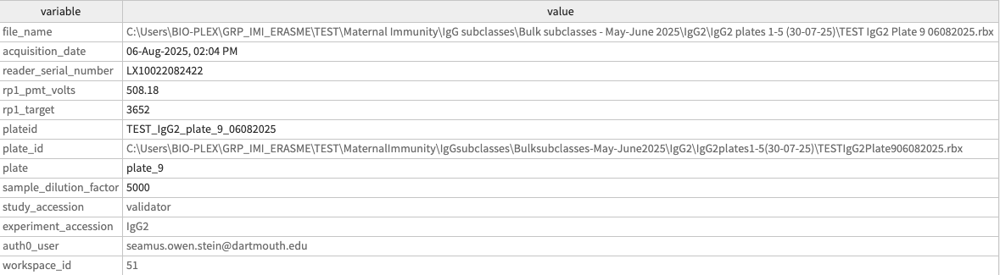 variable value
file_name C:\Users\BIO-PLEX\GRP_IMI_ERASME\TEST\Maternal Immunity\IgG subclasses\Bulk subclasses - May-June 2025\IgG2\IgG2 plates 1-5 (30-07-25)\TEST IgG2 Plate 9 06082025.rbx
acquisition_date 06-Aug-2025, 02:04 PM
reader_serial_number LX10022082422
rp1_pmt_volts 508.18
rp1_target 3652
plateid TEST_IgG2_plate_9_06082025
plate_id C:\Users\BIO-PLEX\GRP_IMI_ERASME\TEST\MaternalImmunity\IgGsubclasses\Bulksubclasses-May-June2025\IgG2\IgG2plates1-5(30-07-25)\TESTIgG2Plate906082025.rbx
plate plate_9
sample_dilution_factor 5000
study_accession validator
experiment_accession IgG2
auth0_user seamus.owen.stein@dartmouth.edu
workspace_id 51